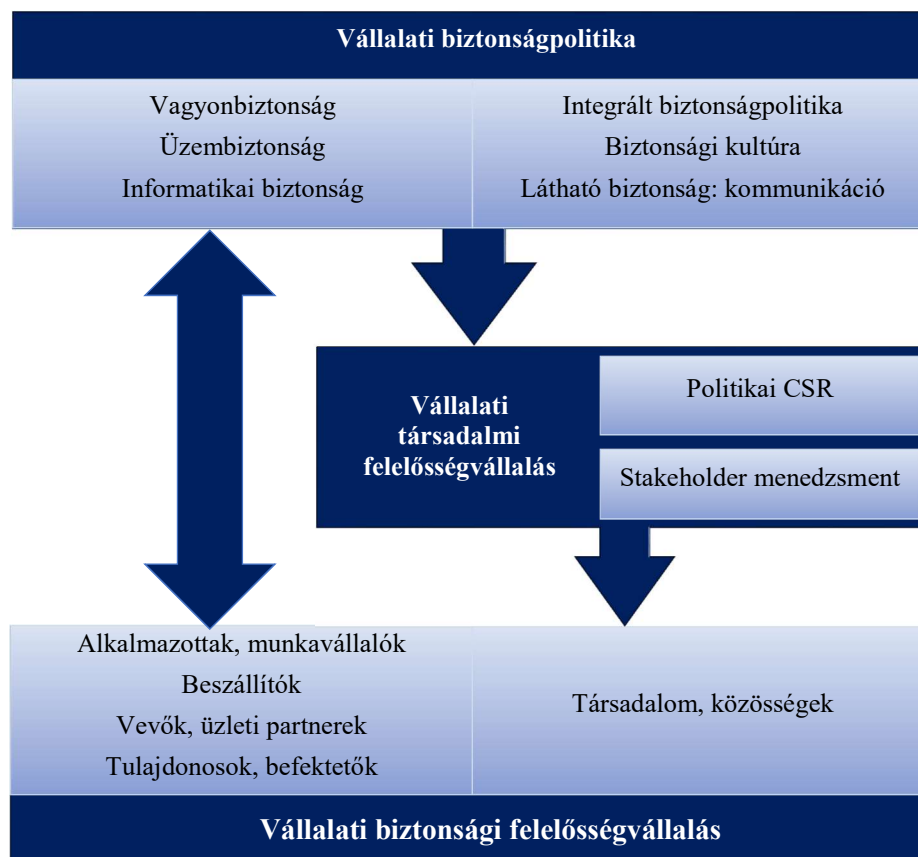 Vállalati biztonságpolitika
Vagyonbiztonság
Üzembiztonság
Informatikai biztonság
Integrált biztonságpolitika
Biztonsági kultúra
Látható biztonság: kommunikáció
Vállalati
társadalmi
felelősségvállalás
Politikai CSR
Stakeholder menedzsment
Alkalmazottak, munkavállalók
Beszállítók
Vevők, üzleti partnerek
Tulajdonosok, befektetők
Társadalom, közösségek
Vállalati biztonsági felelősségvállalás